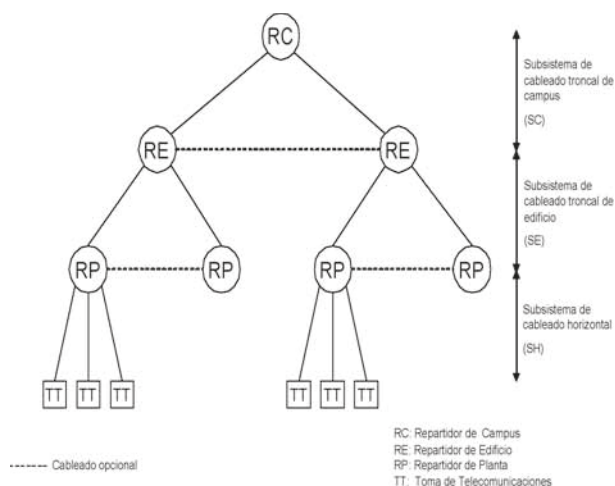 RC
Subsistema de
cableado troncal de
campus
(SC)
RE
RE
Subsistema de
cableado troncal de
edificio
(SE)
RP
RP
RP
RP
Subsistema de
cableado horizontal
(SH)
TT
TT
TT
TT
TT
TT
Cableado opcional
RC: Repartidor de Campus
RE: Repartidor de Edificio
RP: Repartidor de Planta
TT: Toma de Telecomunicaciones